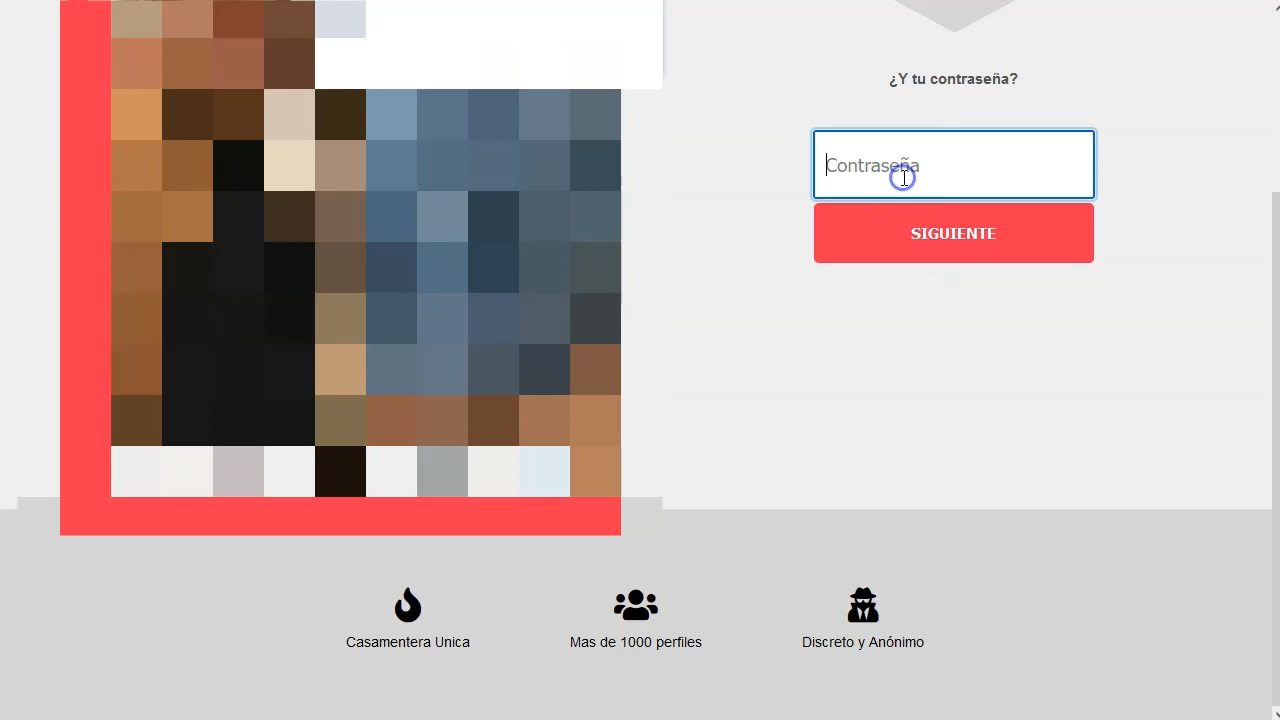 ¿Y tu contraseña?
Contraseña
SIGUIENTE
Casamentera Unica
Mas de 1000 perfiles
Discreto y Anónimo